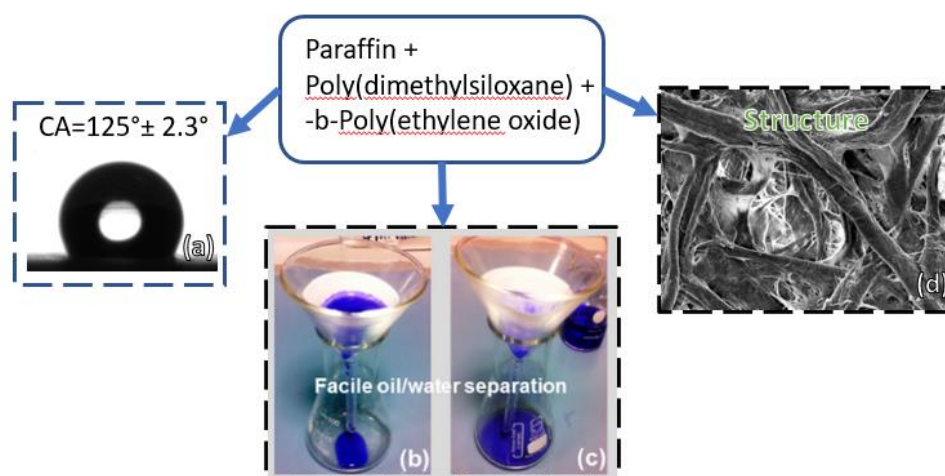 Paraffin +
Poly(dimethylsiloxane) +
-b-Poly(ethylene oxide)
CA=125°± 2.3°
(a)
Structure
(d)
Facile oil/water separation
(b)
(c)